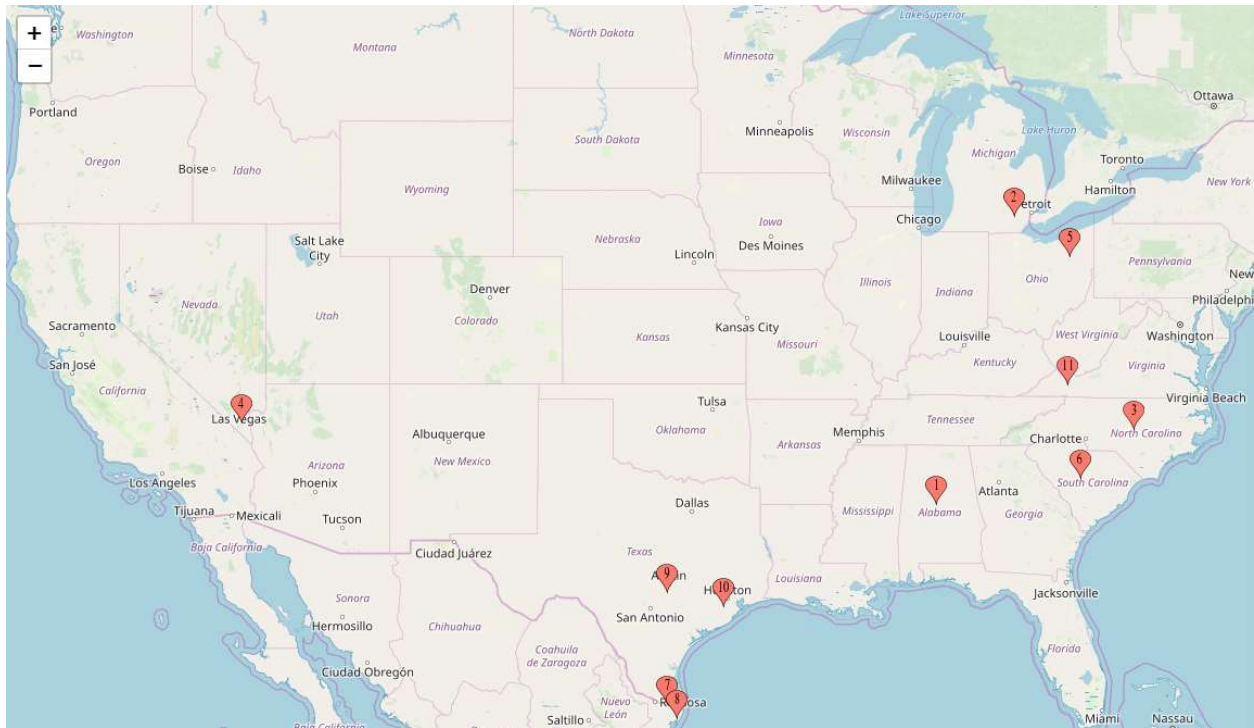 +
−
Washington
Montana
North Dakota
Minnesota
Lake Superior
Ottawa
Portland
Minneapolis
Wisconsin
Michigan
Lake Huron
South Dakota
Oregon
Boise
Idaho
Wyoming
Milwaukee
Toronto
Hamilton
New York
2
etroit
Chicago
Iowa
Des Moines
Nebraska
Lincoln
5
Salt Lake
City
Nevada
Utah
Denver
Colorado
Illinois
Indiana
Ohio
Pennsylvania
New
Philadelphi
Sacramento
San José
California
Kansas City
Kansas
Missouri
Louisville
Kentucky
West Virginia
Washington
Virginia
11
Virginia Beach
4
Las Vegas
Tulsa
Oklahoma
Arkansas
Memphis
Tennessee
3
North Carolina
Charlotte
Albuquerque
New Mexico
Arizona
Phoenix
Los Angeles
6
South Carolina
1
Alabama
Atlanta
Georgia
Mississippi
Dallas
Tijuana
Mexicali
Tucson
Baja California
Ciudad Juárez
Texas
9
10
Louisiana
San Antonio
Jacksonville
Sonora
Hermosillo
Chihuahua
Coahuila
de Zaragoza
Florida
Ciudad Obregón
7
8
Nuevo
León
Saltillo
Baja California
Miami
Nassau